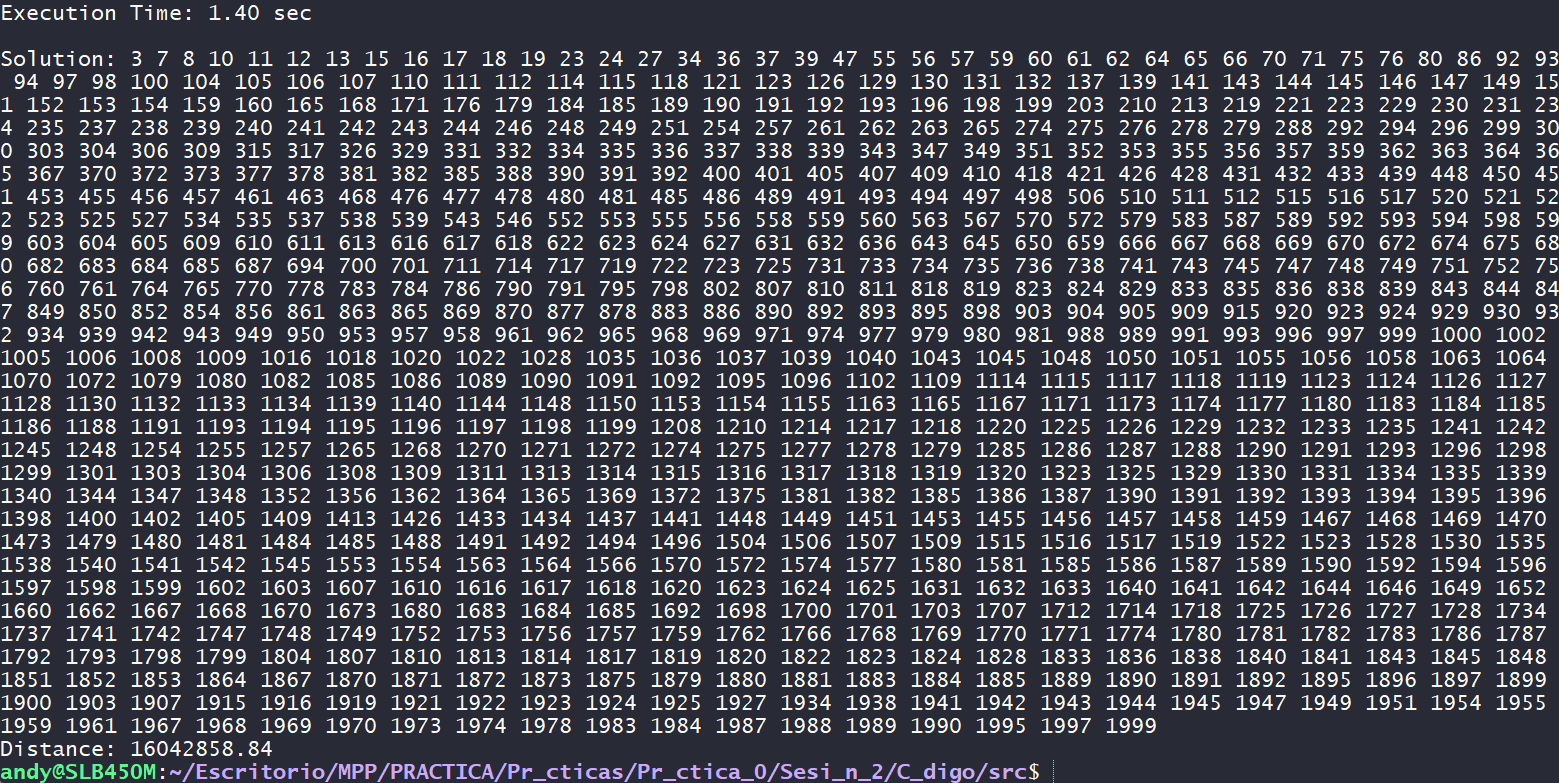 Execution Time: 1.40 sec
Solution: 3 7 8 10 11 12 13 15 16 17 18 19 23 24 27 34 36 37 39 47 55 56 57 59 60 61 62 64 65 66 70 71 75 76 80 86 92 93
94 97 98 100 104 105 106 107 110 111 112 114 115 118 121 123 126 129 130 131 132 137 139 141 143 144 145 146 147 149 15
1 152 153 154 159 160 165 168 171 176 179 184 185 189 190 191 192 193 196 198 199 203 210 213 219 221 223 229 230 231 23
4 235 237 238 239 240 241 242 243 244 246 248 249 251 254 257 261 262 263 265 274 275 276 278 279 288 292 294 296 299 30
0 303 304 306 309 315 317 326 329 331 332 334 335 336 337 338 339 343 347 349 351 352 353 355 356 357 359 362 363 364 36
5 367 370 372 373 377 378 381 382 385 388 390 391 392 400 401 405 407 409 410 418 421 426 428 431 432 433 439 448 450 45
1 453 455 456 457 461 463 468 476 477 478 480 481 485 486 489 491 493 494 497 498 506 510 511 512 515 516 517 520 521 52
2 523 525 527 534 535 537 538 539 543 546 552 553 555 556 558 559 560 563 567 570 572 579 583 587 589 592 593 594 598 59
9 603 604 605 609 610 611 613 616 617 618 622 623 624 627 631 632 636 643 645 650 659 666 667 668 669 670 672 674 675 68
0 682 683 684 685 687 694 700 701 711 714 717 719 722 723 725 731 733 734 735 736 738 741 743 745 747 748 749 751 752 75
6 760 761 764 765 770 778 783 784 786 790 791 795 798 802 807 810 811 818 819 823 824 829 833 835 836 838 839 843 844 84
7 849 850 852 854 856 861 863 865 869 870 877 878 883 886 890 892 893 895 898 903 904 905 909 915 920 923 924 929 930 93
2 934 939 942 943 949 950 953 957 958 961 962 965 968 969 971 974 977 979 980 981 988 989 991 993 996 997 999 1000 1002
1005 1006 1008 1009 1016 1018 1020 1022 1028 1035 1036 1037 1039 1040 1043 1045 1048 1050 1051 1055 1056 1058 1063 1064
1070 1072 1079 1080 1082 1085 1086 1089 1090 1091 1092 1095 1096 1102 1109 1114 1115 1117 1118 1119 1123 1124 1126 1127
1128 1130 1132 1133 1134 1139 1140 1144 1148 1150 1153 1154 1155 1163 1165 1167 1171 1173 1174 1177 1180 1183 1184 1185
1186 1188 1191 1193 1194 1195 1196 1197 1198 1199 1208 1210 1214 1217 1218 1220 1225 1226 1229 1232 1233 1235 1241 1242
1245 1248 1254 1255 1257 1265 1268 1270 1271 1272 1274 1275 1277 1278 1279 1285 1286 1287 1288 1290 1291 1293 1296 1298
1299 1301 1303 1304 1306 1308 1309 1311 1313 1314 1315 1316 1317 1318 1319 1320 1323 1325 1329 1330 1331 1334 1335 1339
1340 1344 1347 1348 1352 1356 1362 1364 1365 1369 1372 1375 1381 1382 1385 1386 1387 1390 1391 1392 1393 1394 1395 1396
1398 1400 1402 1405 1409 1413 1426 1433 1434 1437 1441 1448 1449 1451 1453 1455 1456 1457 1458 1459 1467 1468 1469 1470
1473 1479 1480 1481 1484 1485 1488 1491 1492 1494 1496 1504 1506 1507 1509 1515 1516 1517 1519 1522 1523 1528 1530 1535
1538 1540 1541 1542 1545 1553 1554 1563 1564 1566 1570 1572 1574 1577 1580 1581 1585 1586 1587 1589 1590 1592 1594 1596
1597 1598 1599 1602 1603 1607 1610 1616 1617 1618 1620 1623 1624 1625 1631 1632 1633 1640 1641 1642 1644 1646 1649 1652
1660 1662 1667 1668 1670 1673 1680 1683 1684 1685 1692 1698 1700 1701 1703 1707 1712 1714 1718 1725 1726 1727 1728 1734
1737 1741 1742 1747 1748 1749 1752 1753 1756 1757 1759 1762 1766 1768 1769 1770 1771 1774 1780 1781 1782 1783 1786 1787
1792 1793 1798 1799 1804 1807 1810 1813 1814 1817 1819 1820 1822 1823 1824 1828 1833 1836 1838 1840 1841 1843 1845 1848
1851 1852 1853 1864 1867 1870 1871 1872 1873 1875 1879 1880 1881 1883 1884 1885 1889 1890 1891 1892 1895 1896 1897 1899
1900 1903 1907 1915 1916 1919 1921 1922 1923 1924 1925 1927 1934 1938 1941 1942 1943 1944 1945 1947 1949 1951 1954 1955
1959 1961 1967 1968 1969 1970 1973 1974 1978 1983 1984 1987 1988 1989 1990 1995 1997 1999
Distance: 16042858.84
andy@SLB450M:~/Escritorio/MPP/PRACTICA/Pr_cticas/Pr_ctica_0/Sesi_n_2/C_digo/src$